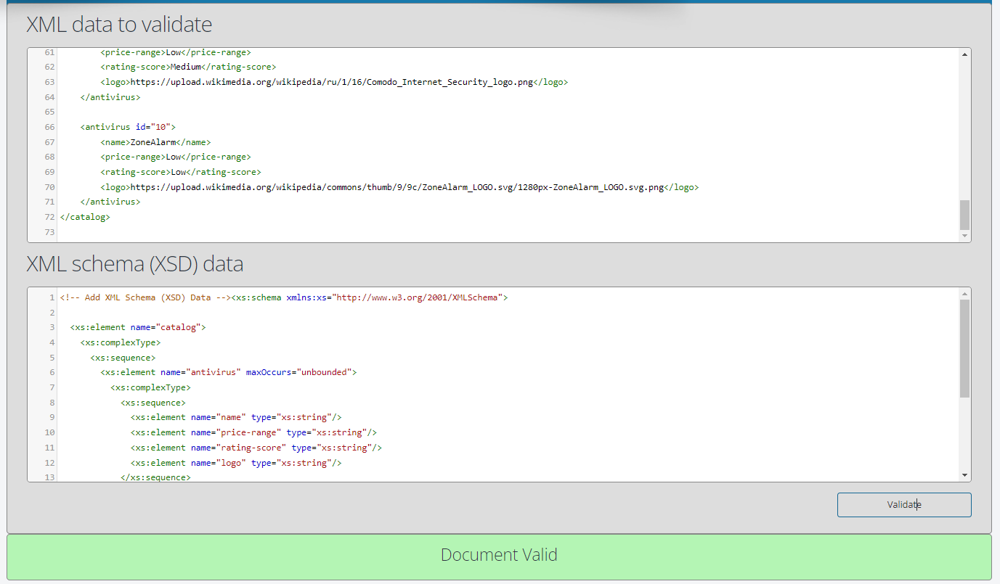 XML data to validate
61 <price-range>Low</price-range>
62 <rating-score>Medium</rating-score>
63 <logo>https://upload.wikimedia.org/wikipedia/ru/1/16/Comodo_Internet_Security_logo.png</logo>
64 </antivirus>
65
66 <antivirus id="10">
67 <name>ZoneAlarm</name>
68 <price-range>Low</price-range>
69 <rating-score>Low</rating-score>
70 <logo>https://upload.wikimedia.org/wikipedia/commons/thumb/9/9c/ZoneAlarm_LOGO.svg/1280px-ZoneAlarm_LOGO.svg.png</logo>
71 </antivirus>
72 </catalog>
73
XML schema (XSD) data
1 <!-- Add XML Schema (XSD) Data --><xs:schema xmlns:xs="http://www.w3.org/2001/XMLSchema">
2
3 <xs:element name="catalog">
4 <xs:complexType>
5 <xs:sequence>
6 <xs:element name="antivirus" maxOccurs="unbounded">
7 <xs:complexType>
8 <xs:sequence>
9 <xs:element name="name" type="xs:string"/>
10 <xs:element name="price-range" type="xs:string"/>
11 <xs:element name="rating-score" type="xs:string"/>
12 <xs:element name="logo" type="xs:string"/>
13 </xs:sequence>
Validate
Document Valid